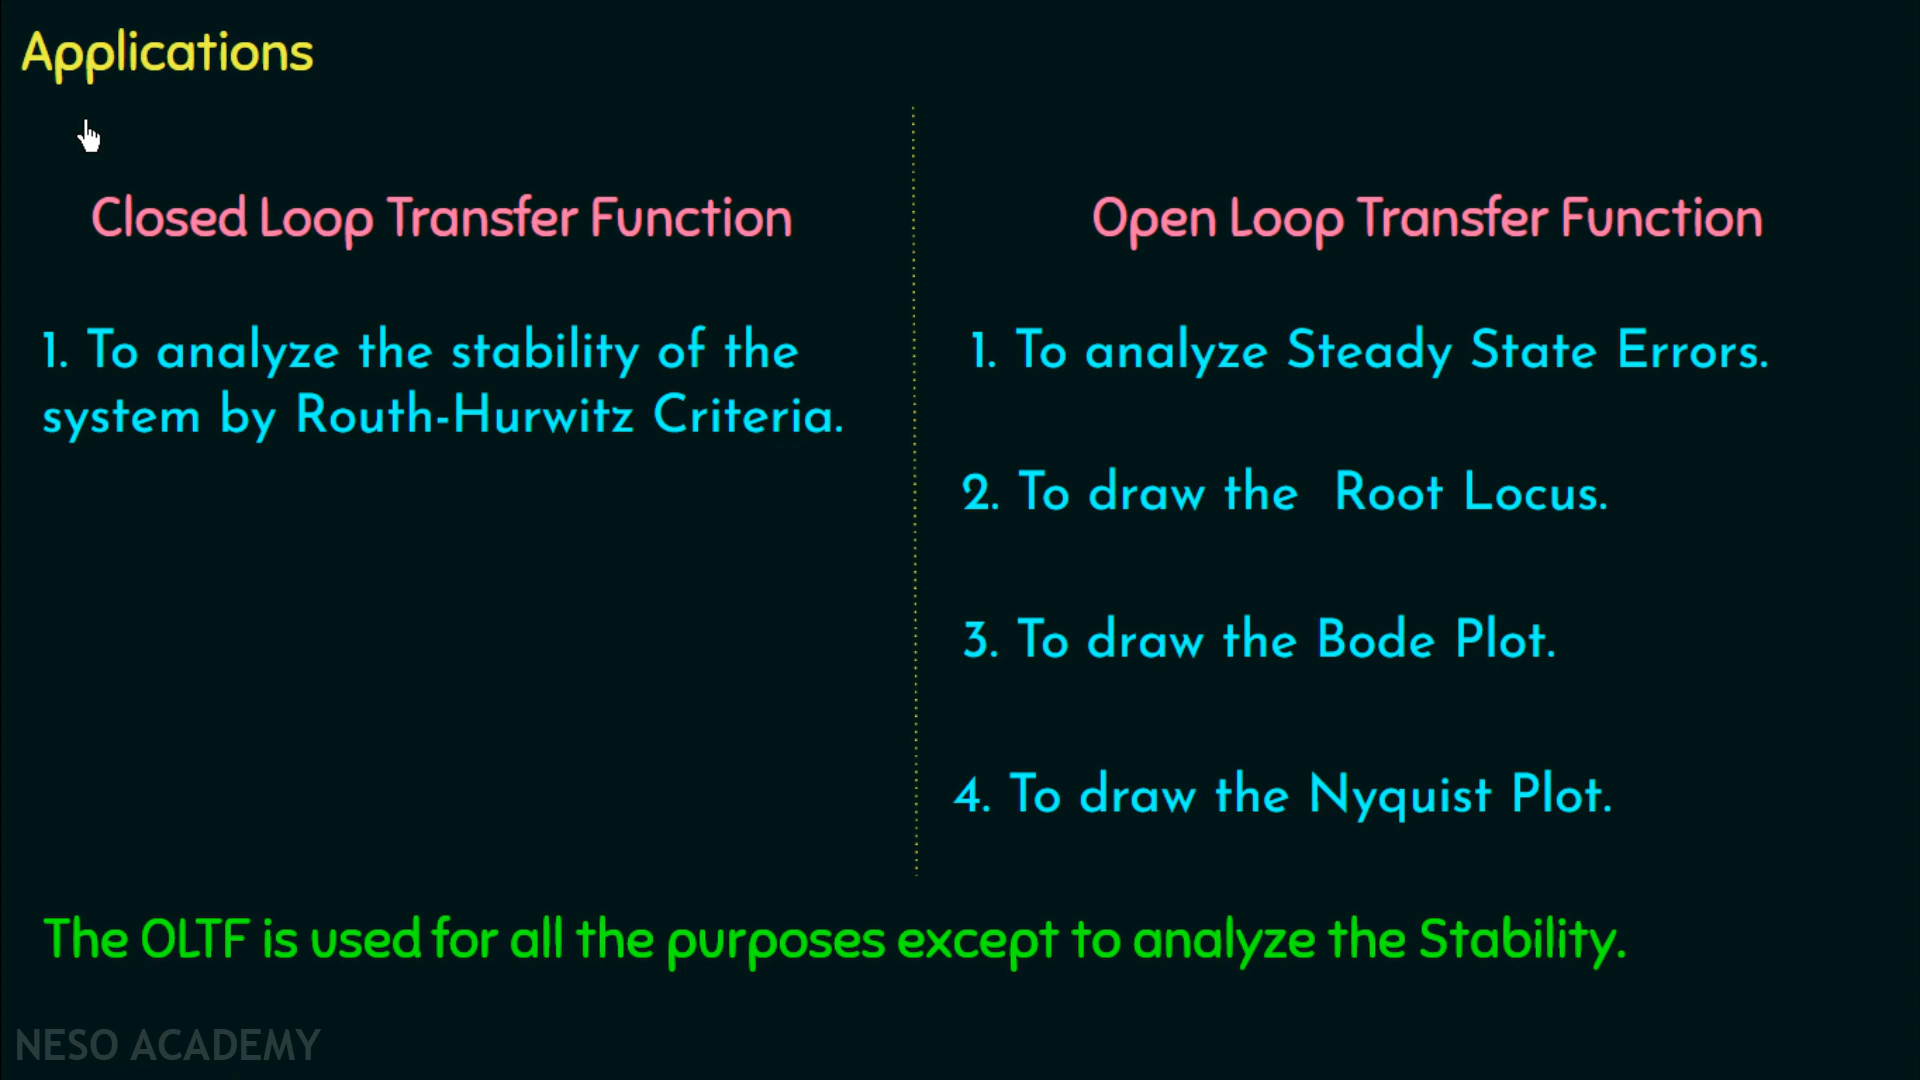 Applications
Closed Loop Transfer Function
1. To analyze the stability of the
system by Routh-Hurwitz Criteria.
Open Loop Transfer Function
1. To analyze Steady State Errors.
2. To draw the Root Locus.
3. To draw the Bode Plot.
4. To draw the Nyquist Plot.
The OLTF is used for all the purposes except to analyze the Stability.
NESO ACADEMY